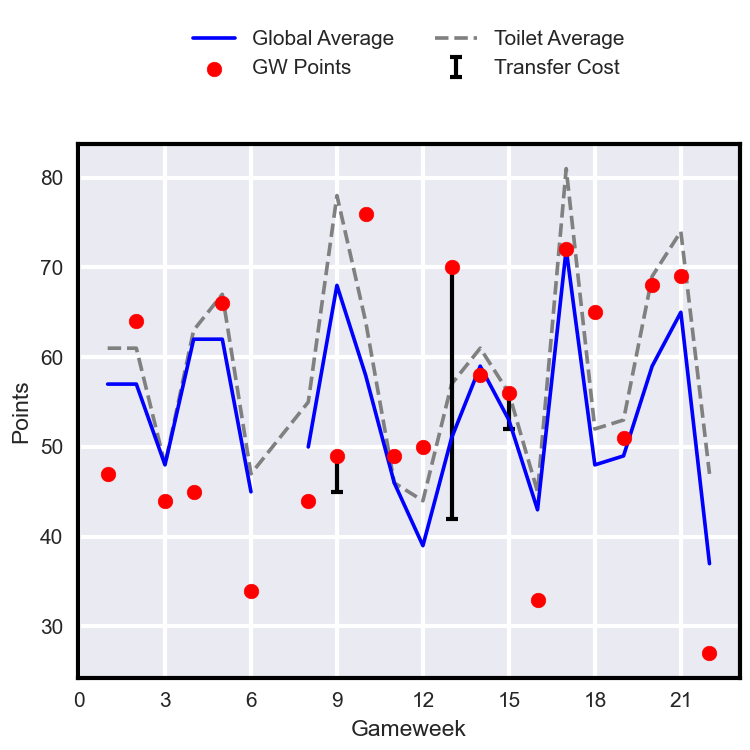 Global Average
GW Points
Toilet Average
Transfer Cost
80
70
60
50
40
30
Points
0 3 6 9 12 15 18 21
Gameweek